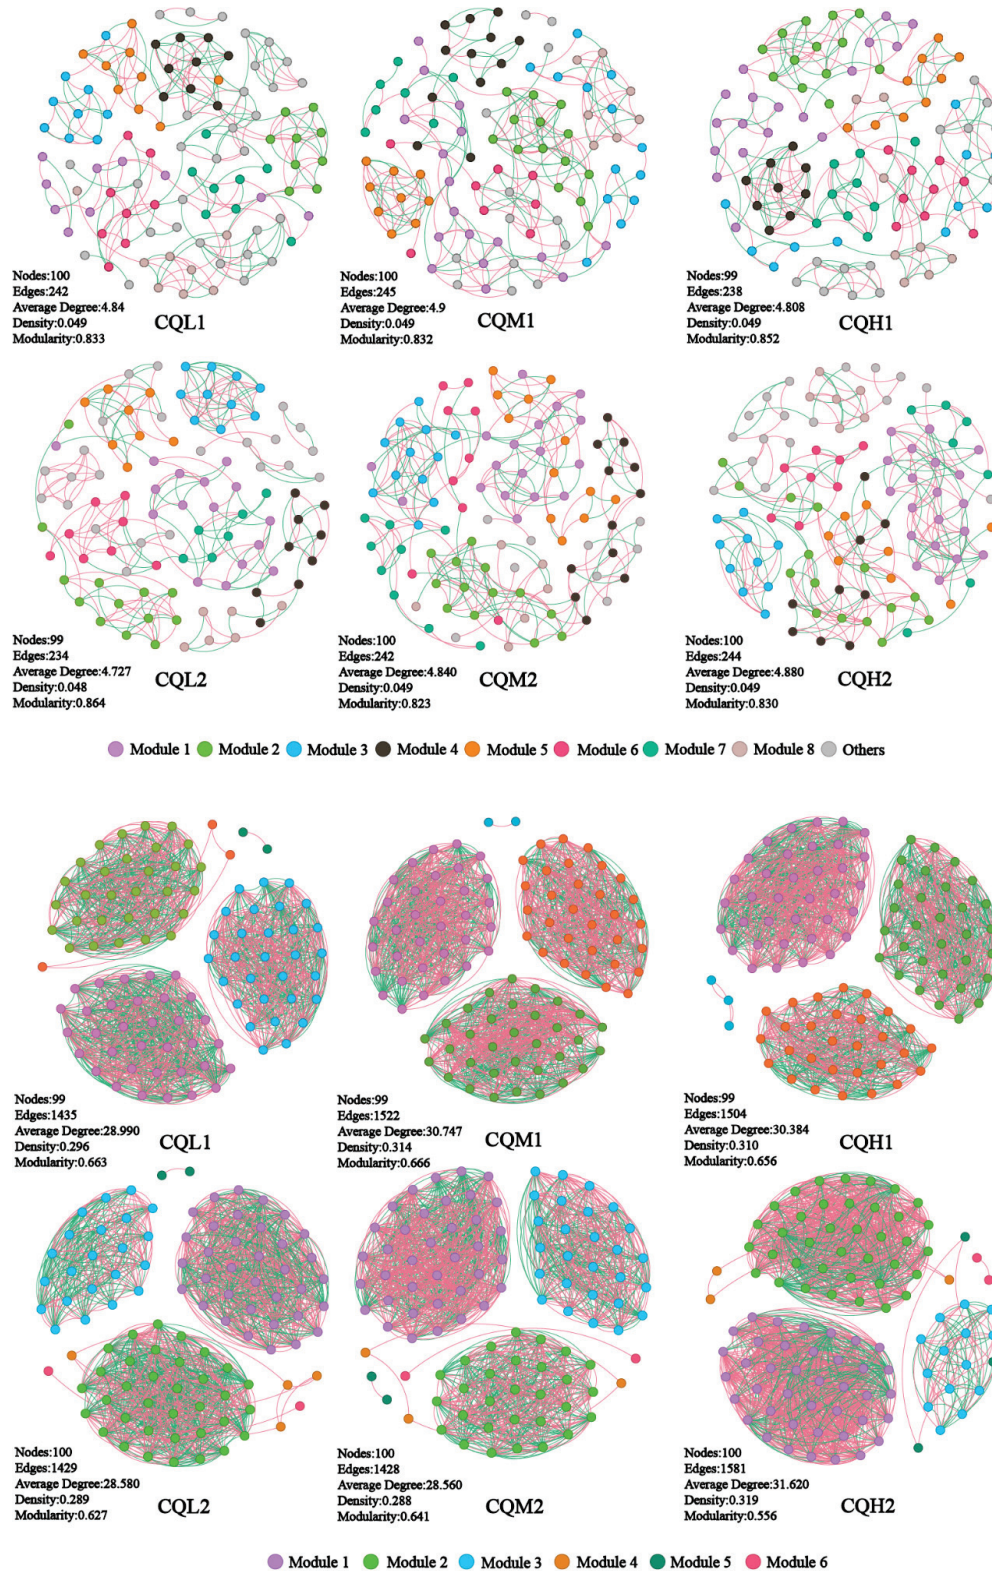 Nodes:100
Edges:242
Average Degree:4.84
Density:0.049
Modularity:0.833
CQL1
Nodes:100
Edges:245
Average Degree:4.9
Density:0.049
Modularity:0.832
CQM1
Nodes:99
Edges:238
Average Degree:4.808
Density:0.049
Modularity:0.852
CQH1
Nodes:99
Edges:234
Average Degree:4.727
Density:0.048
Modularity:0.864
CQL2
Nodes:100
Edges:242
Average Degree:4.840
Density:0.049
Modularity:0.823
CQM2
Nodes:100
Edges:244
Average Degree:4.880
Density:0.049
Modularity:0.830
CQH2
Module 1 Module 2 Module 3 Module 4 Module 5 Module 6 Module 7 Module 8 Others
Nodes:99
Edges:1435
Average Degree:28.990
Density:0.296
Modularity:0.663
CQL1
Nodes:99
Edges:1522
Average Degree:30.747
Density:0.314
Modularity:0.666
CQM1
Nodes:99
Edges:1504
Average Degree:30.384
Density:0.310
Modularity:0.656
CQH1
Nodes:100
Edges:1429
Average Degree:28.580
Density:0.289
Modularity:0.627
CQL2
Nodes:100
Edges:1428
Average Degree:28.560
Density:0.288
Modularity:0.641
CQM2
Nodes:100
Edges:1581
Average Degree:31.620
Density:0.319
Modularity:0.556
CQH2
Module 1 Module 2 Module 3 Module 4 Module 5 Module 6